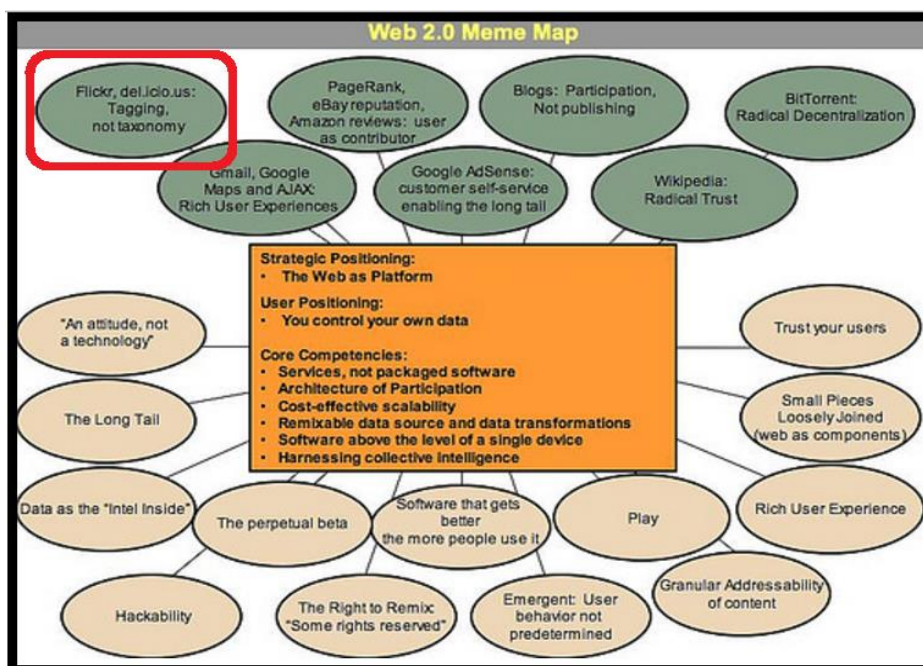 Web 2.0 Meme Map
Flickr, del.icio.us:
Tagging,
not taxonomy
PageRank,
eBay reputation,
Amazon reviews: user
as contributor
Blogs: Participation,
Not publishing
BitTorrent:
Radical Decentralization
Gmail, Google
Maps and AJAX:
Rich User Experiences
Google AdSense:
customer self-service
enabling the long tail
Wikipedia:
Radical Trust
Strategic Positioning:
• The Web as Platform
User Positioning:
• You control your own data
Core Competencies:
• Services, not packaged software
• Architecture of Participation
• Cost-effective scalability
• Remixable data source and data transformations
• Software above the level of a single device
• Harnessing collective intelligence
"An attitude, not
a technology"
Trust your users
The Long Tail
Small Pieces
Loosely Joined
(web as components)
Data as the "Intel Inside"
The perpetual beta
Software that gets
better
the more people use it
Play
Rich User Experience
Hackability
The Right to Remix:
"Some rights reserved"
Emergent: User
behavior not
predetermined
Granular Addressability
of content